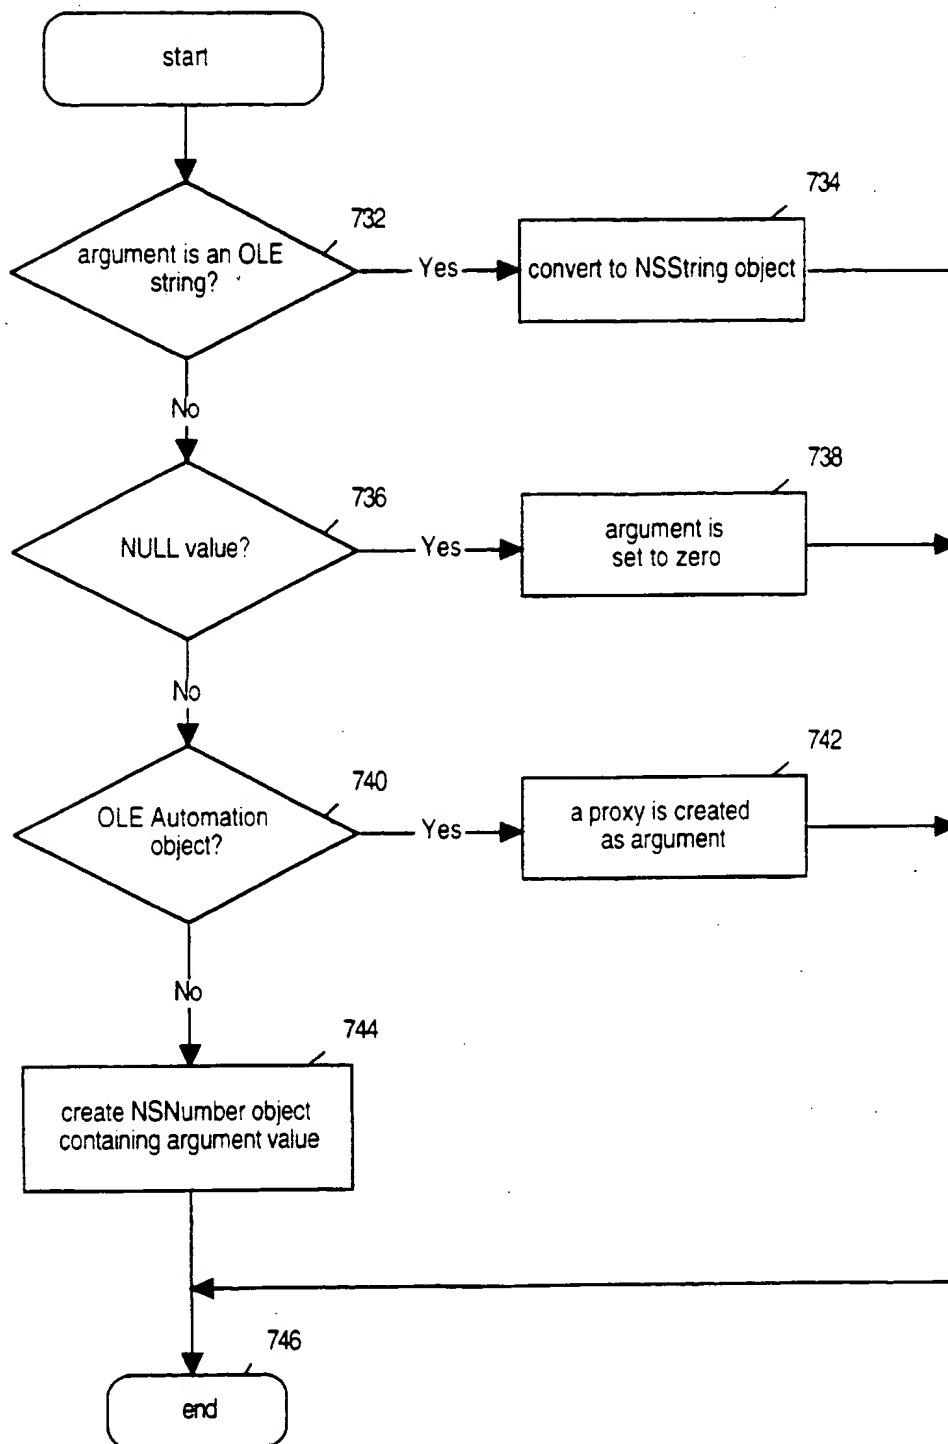 start
732
argument is an OLE
string?
Yes
734
convert to NSString object
No
736
NULL value?
Yes
738
argument is
set to zero
No
740
OLE Automation
object?
Yes
742
a proxy is created
as argument
No
744
create NSNumber object
containing argument value
746
end